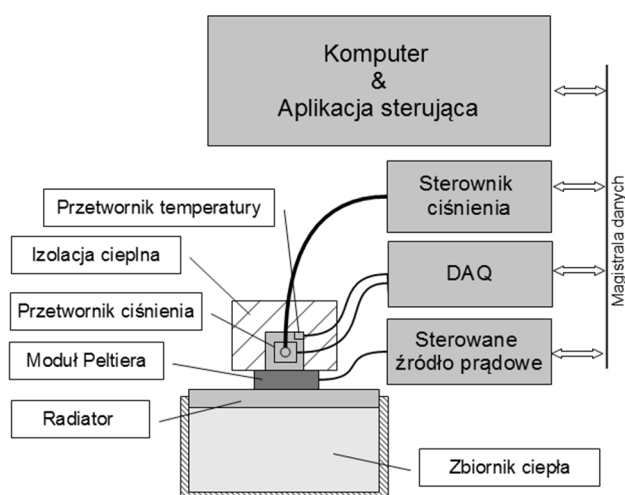 Komputer
&
Aplikacja sterująca
Sterownik
ciśnienia
Przetwornik temperatury
Izolacja cieplna
DAQ
Przetwornik ciśnienia
Sterowane
źródło prądowe
Moduł Peltiera
Radiator
Zbiornik ciepła
Magistrala danych